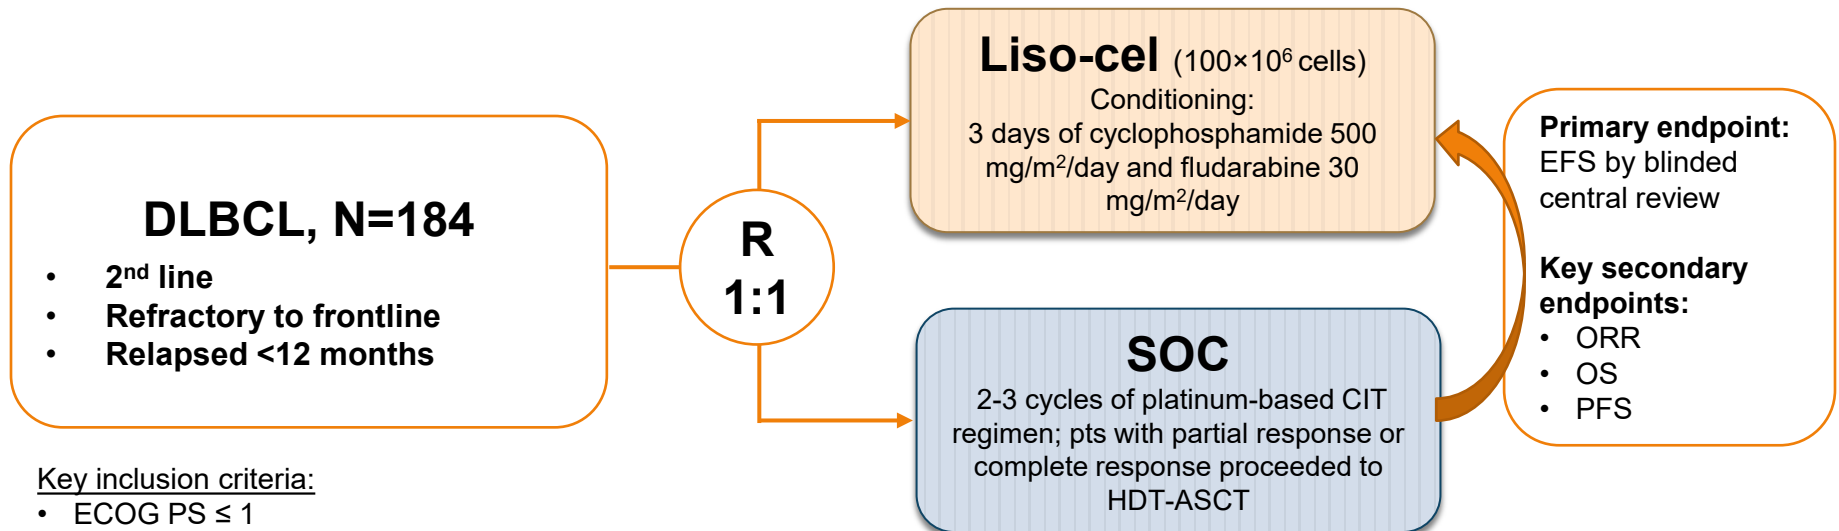 DLBCL, N=184
• 2nd line
• Refractory to frontline
• Relapsed <12 months
Key inclusion criteria:
• ECOG PS ≤ 1
R
1:1
Liso-cel (100×10⁶ cells)
Conditioning:
3 days of cyclophosphamide 500
mg/m²/day and fludarabine 30
mg/m²/day
SOC
2-3 cycles of platinum-based CIT
regimen; pts with partial response or
complete response proceeded to
HDT-ASCT
Primary endpoint:
EFS by blinded
central review
Key secondary
endpoints:
• ORR
• OS
• PFS